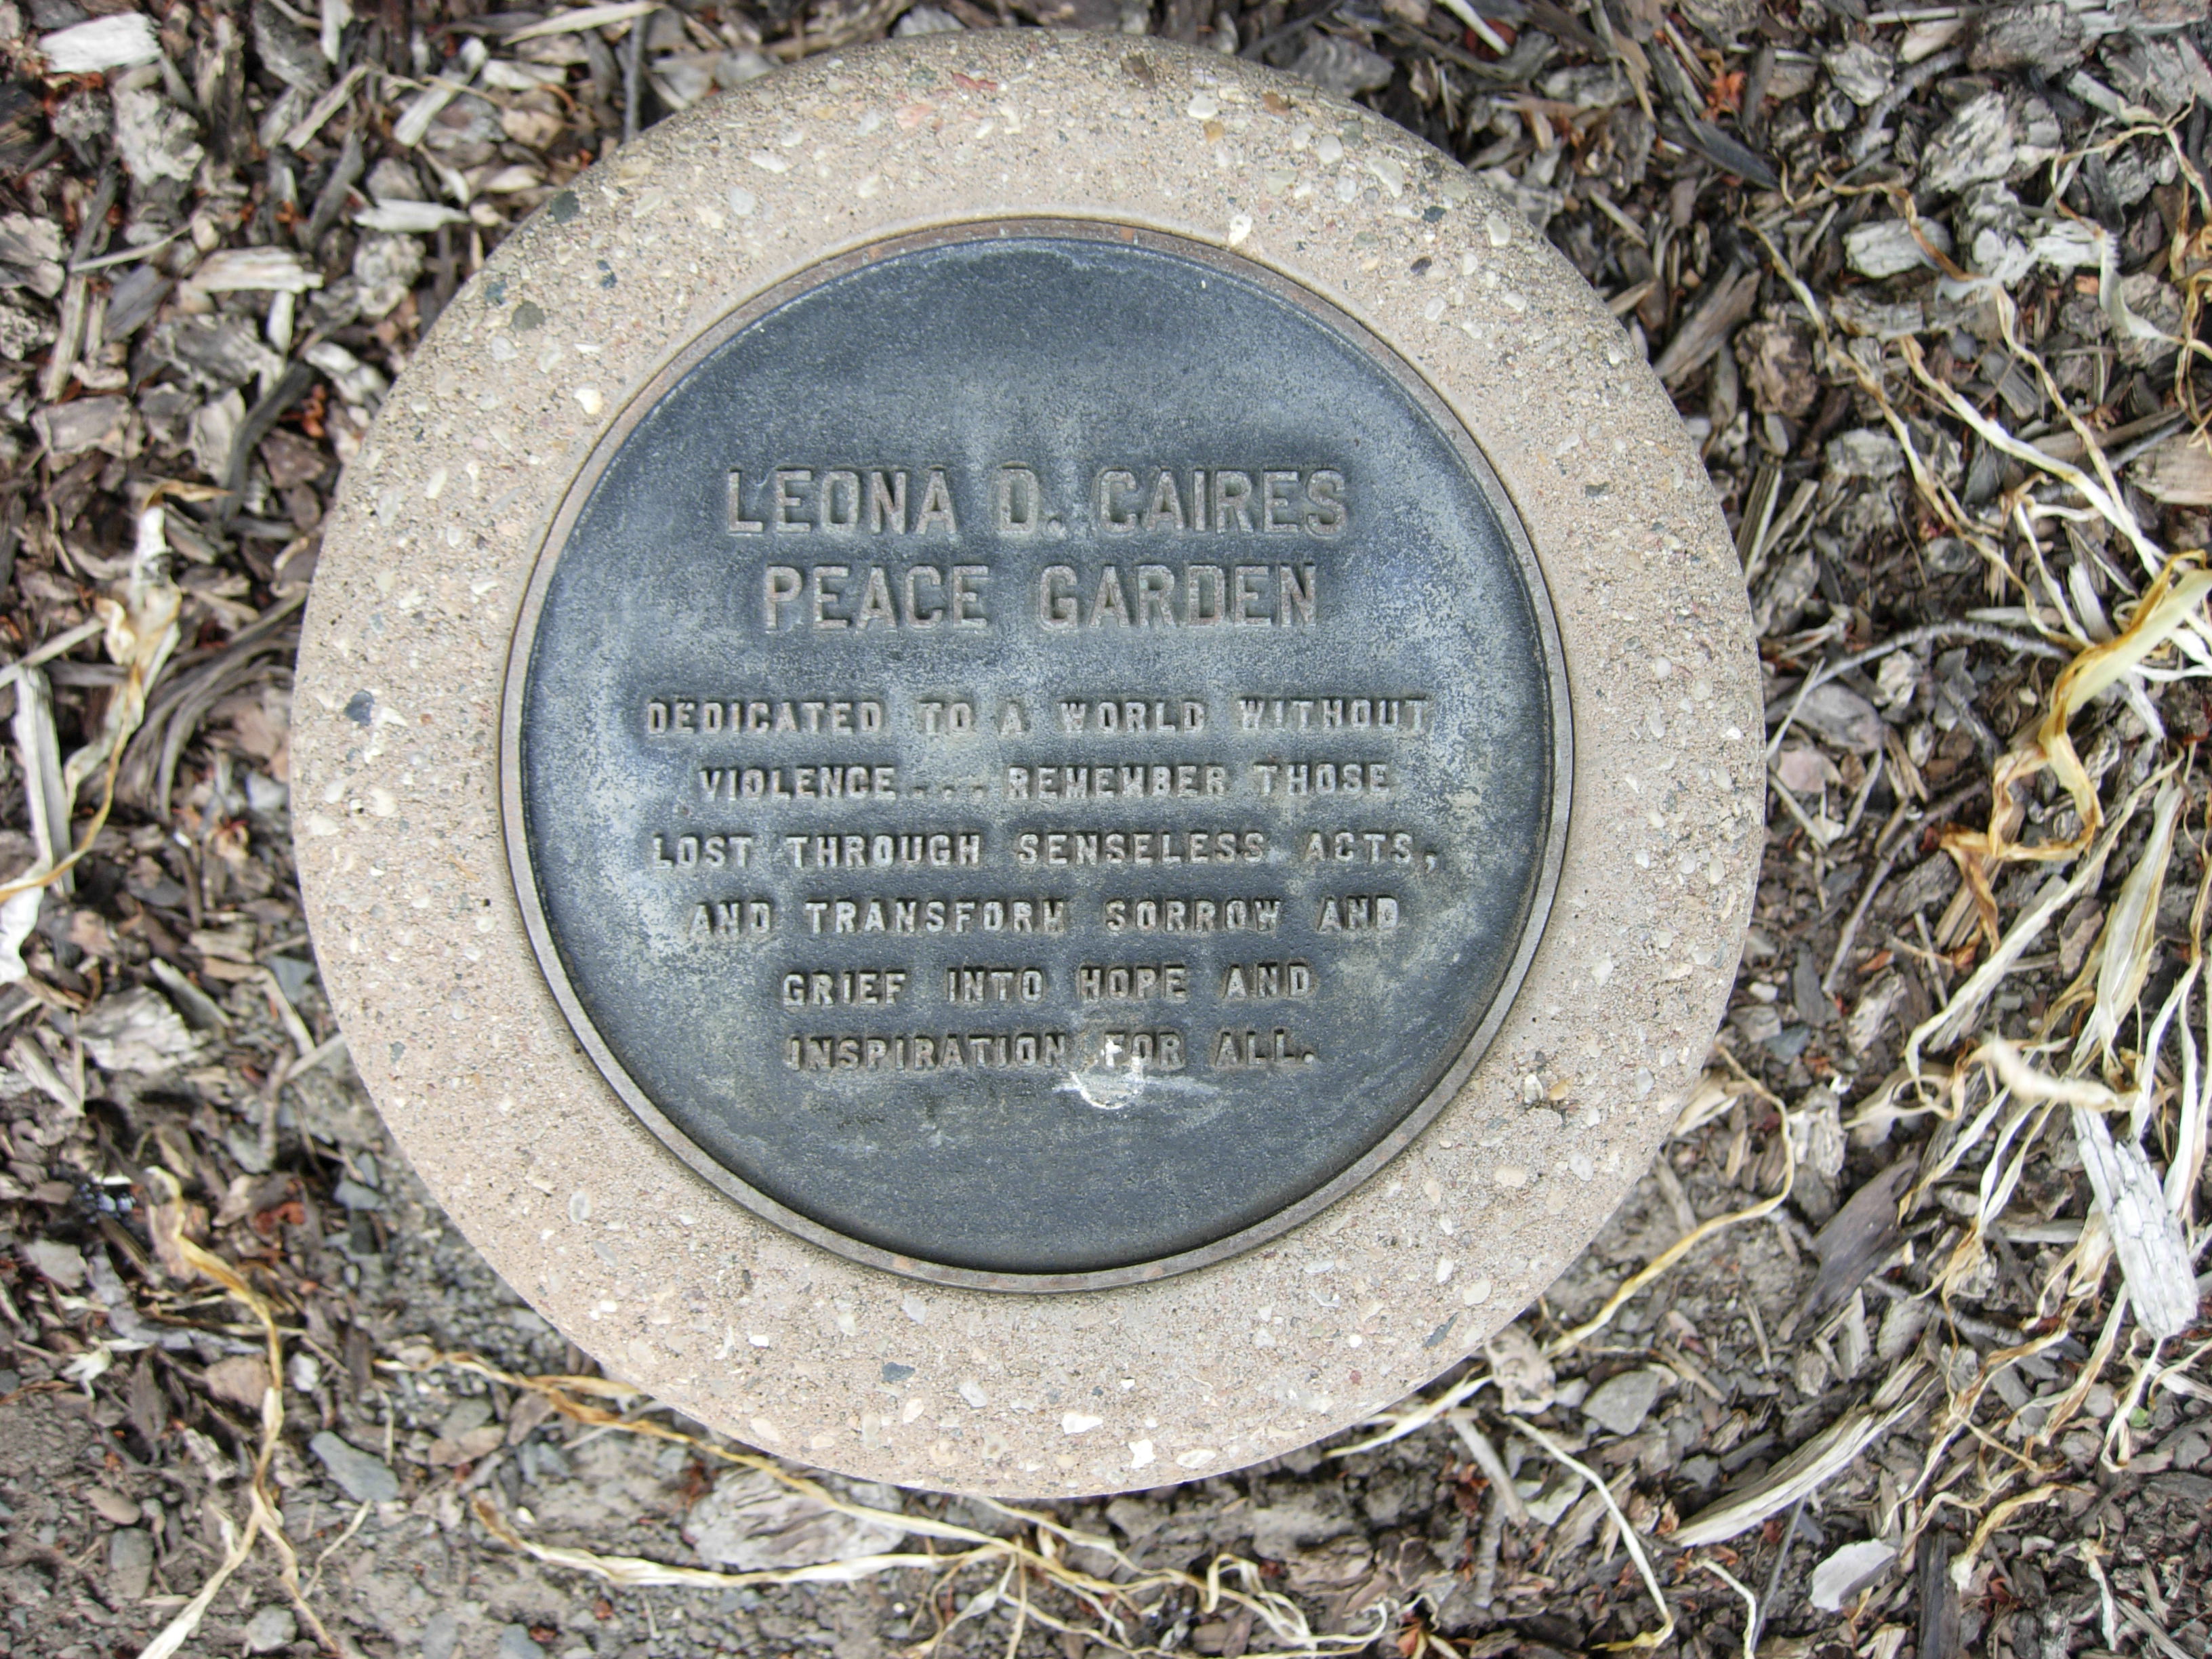 LEONA D. CAIRES
PEACE GARDEN
DEDICATED TO A WORLD WITHOUT
VIOLENCE... REMEMBER THOSE
LOST THROUGH SENSELESS ACTS,
AND TRANSFORM SORROW AND
GRIEF INTO HOPE AND
INSPIRATION FOR ALL.